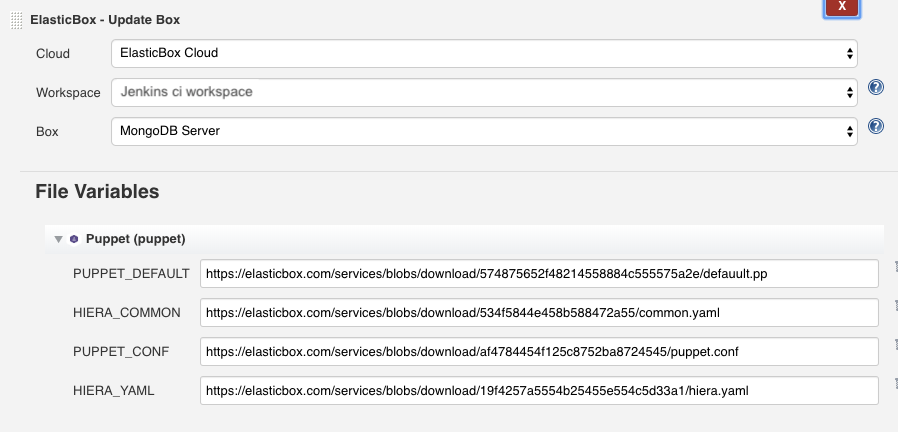 X
ElasticBox - Update Box
Cloud ElasticBox Cloud
Workspace Jenkins ci workspace ?
Box MongoDB Server ?
File Variables
Puppet (puppet)
PUPPET_DEFAULT https://elasticbox.com/services/blobs/download/574875652f48214558884c555575a2e/defauult.pp
HIERA_COMMON https://elasticbox.com/services/blobs/download/534f5844e458b588472a55/common.yaml
PUPPET_CONF https://elasticbox.com/services/blobs/download/af4784454f125c8752ba8724545/puppet.conf
HIERA_YAML https://elasticbox.com/services/blobs/download/19f4257a5554b25455e554c5d33a1/hiera.yaml